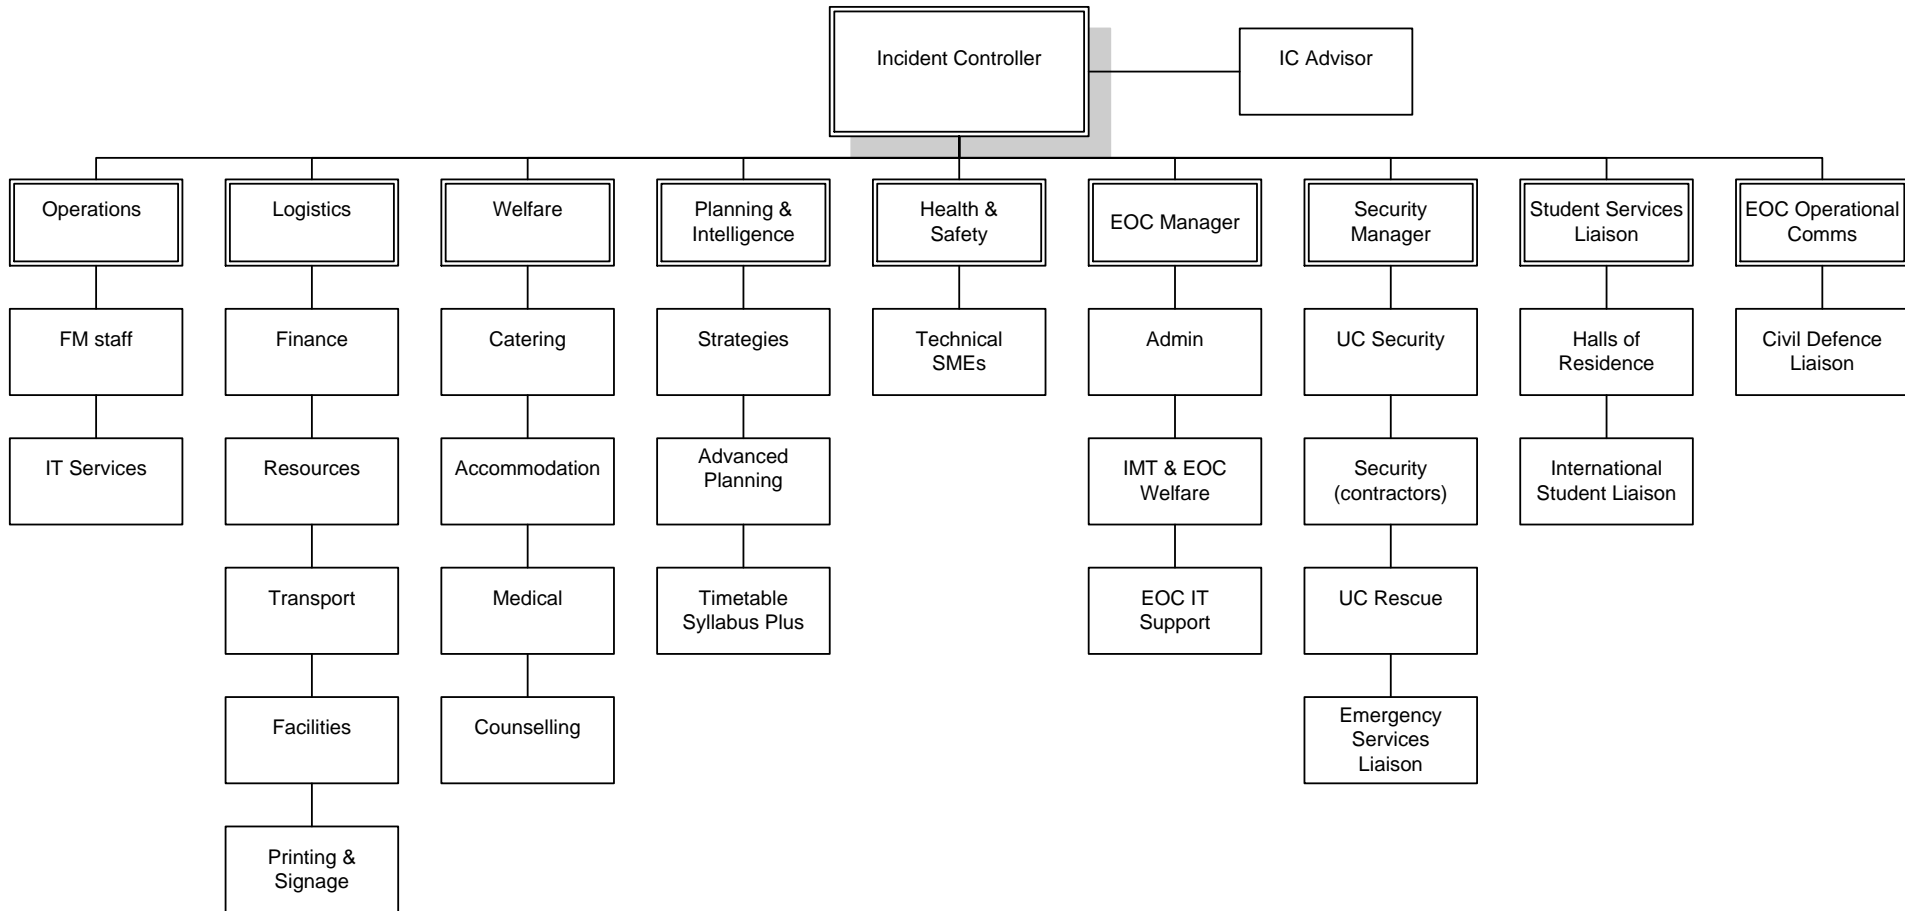 Incident Controller
IC Advisor
Operations
Logistics
Welfare
Planning &
Intelligence
Health &
Safety
EOC Manager
Security
Manager
Student Services
Liaison
EOC Operational
Comms
FM staff
Finance
Catering
Strategies
Technical
SMEs
Admin
UC Security
Halls of
Residence
Civil Defence
Liaison
IT Services
Resources
Accommodation
Advanced
Planning
IMT & EOC
Welfare
Security
(contractors)
International
Student Liaison
Transport
Medical
Timetable
Syllabus Plus
EOC IT
Support
UC Rescue
Facilities
Counselling
Emergency
Services
Liaison
Printing &
Signage